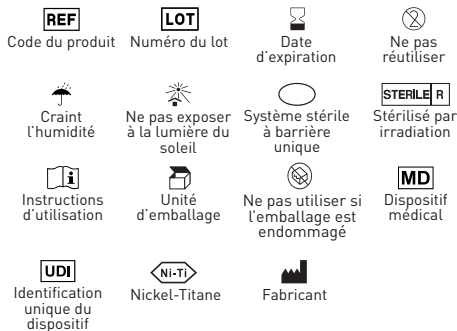 REF
Code du produit
LOT
Numéro du lot
Date
d'expiration
2
Ne pas
réutiliser
Craint
l'humidité
Ne pas exposer
à la lumière du
soleil
Système stérile
à barrière
unique
STERILE R
Stérilisé par
irradiation
i
Instructions
d'utilisation
Unité
d'emballage
Ne pas utiliser si
l'emballage est
endommagé
MD
Dispositif
médical
UDI
Identification
unique du
dispositif
Ni-Ti
Nickel-Titane
Fabricant